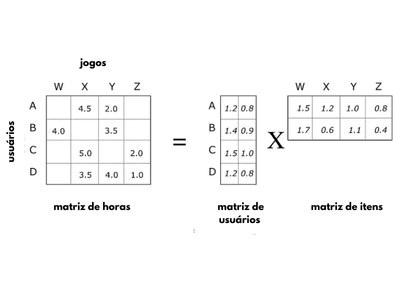 jogos
W X Y Z W X Y Z
A 4.5 2.0 A 1.2 0.8 1.5 1.2 1.0 0.8
B 4.0 3.5 B 1.4 0.9 1.7 0.6 1.1 0.4
usuários
= X
C 5.0 2.0 C 1.5 1.0
D 3.5 4.0 1.0 D 1.2 0.8
matriz de horas
matriz de
usuários
matriz de itens